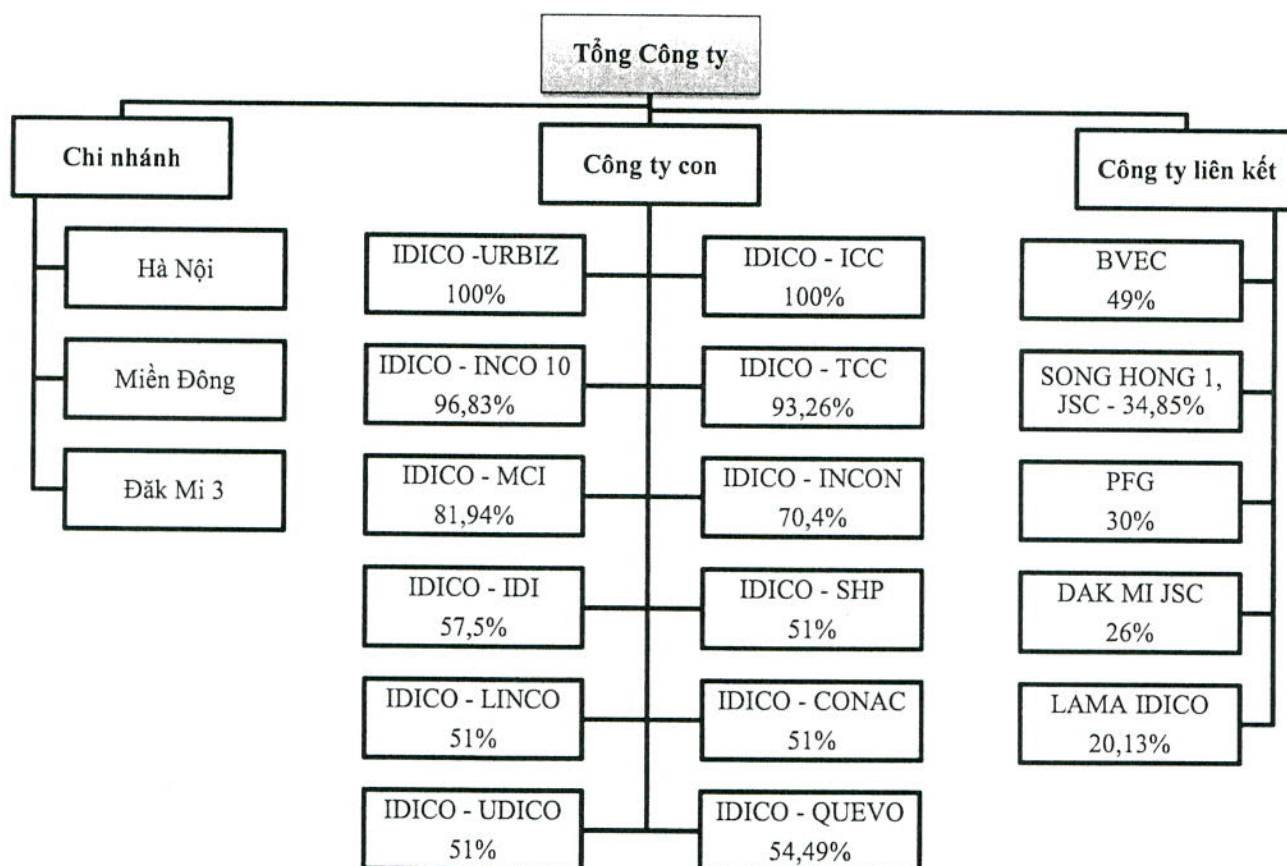 Tổng Công ty
Chi nhánh
Công ty con
Công ty liên kết
Hà Nội
Miền Đông
Đăk Mi 3
IDICO -URBIZ
100%
IDICO - ICC
100%
IDICO - INCO 10
96,83%
IDICO - TCC
93,26%
IDICO - MCI
81,94%
IDICO - INCON
70,4%
IDICO - IDI
57,5%
IDICO - SHP
51%
IDICO - LINCO
51%
IDICO - CONAC
51%
IDICO - UDICO
51%
IDICO - QUEVO
54,49%
BVEC
49%
SONG HONG 1,
JSC - 34,85%
PFG
30%
DAK MI JSC
26%
LAMA IDICO
20,13%